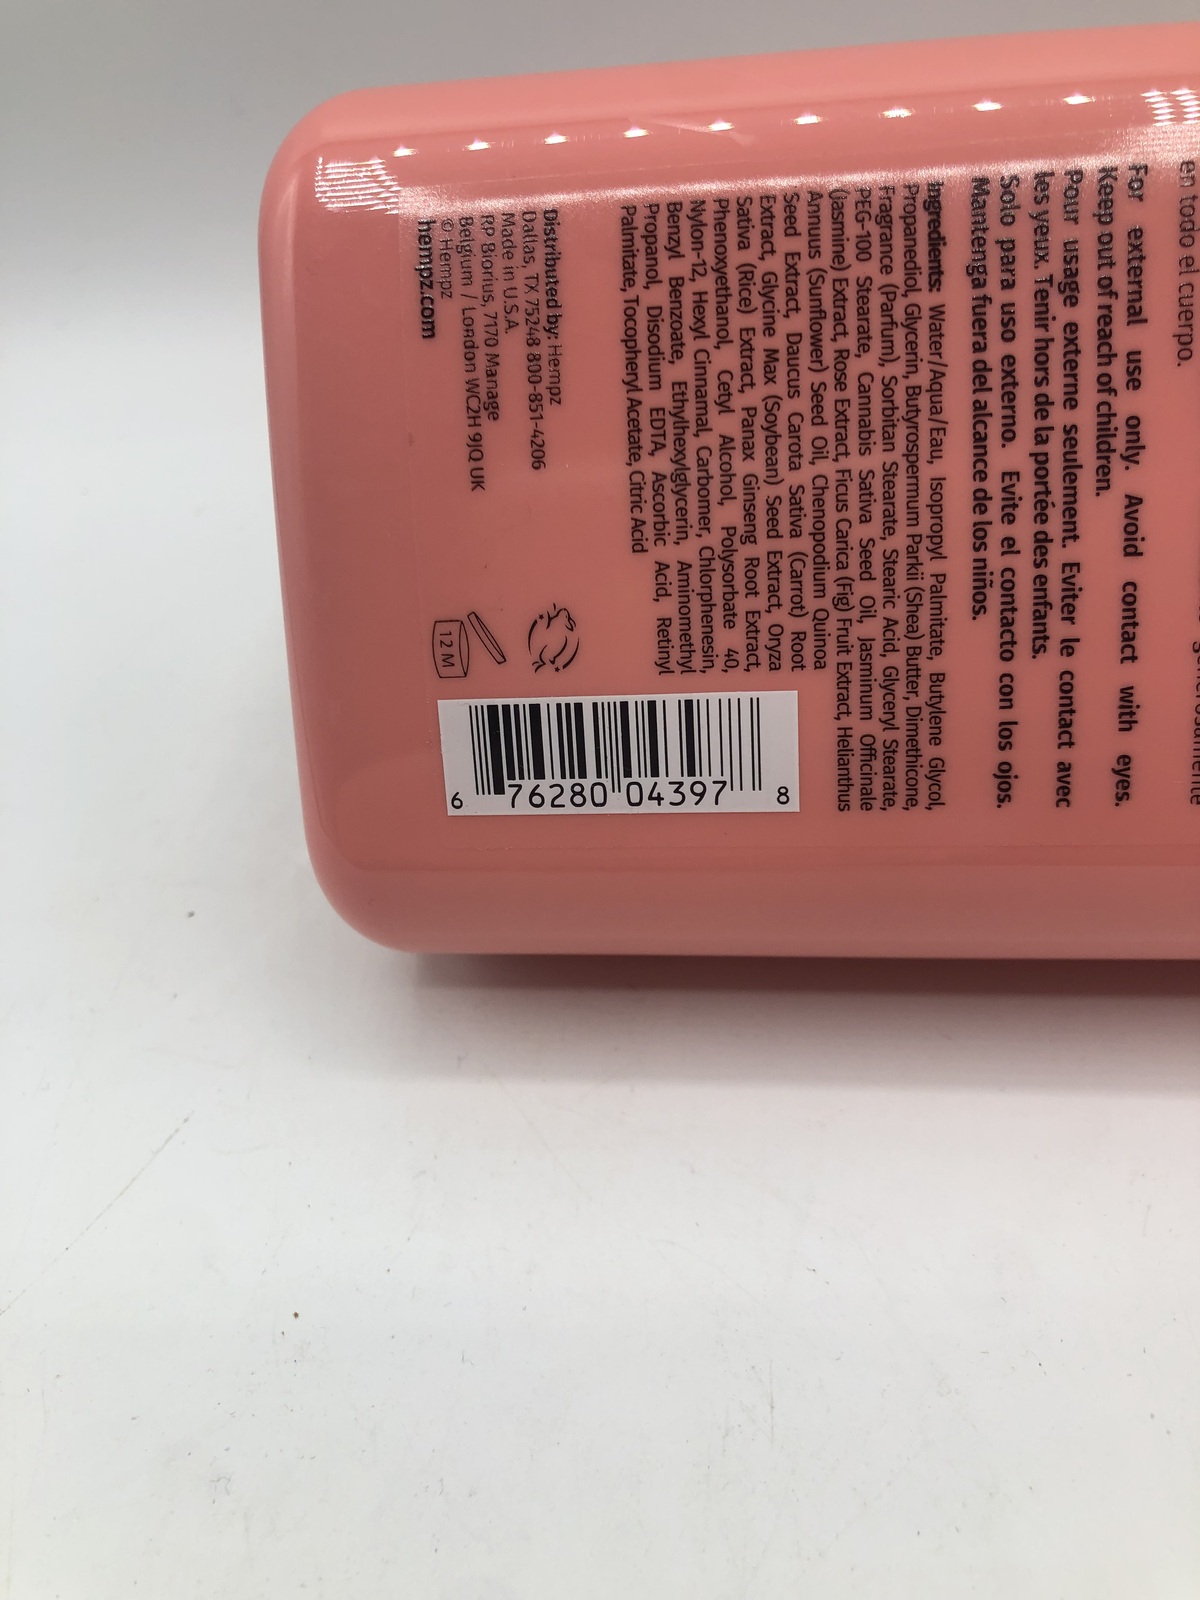 en todo el cuerpo.
For external use only. Avoid contact with eyes.
Keep out of reach of children.
Pour usage externe seulement. Eviter le contact avec
les yeux. Tenir hors de la portée des enfants.
Solo para uso externo. Evite el contacto con los ojos.
Mantenga fuera del alcance de los niños.
Ingredients: Water/Aqua/Eau, Isopropyl Palmitate, Butylene Glycol,
Propanediol, Glycerin, Butyrospermum Parkii (Shea) Butter, Dimethicone,
Fragrance (Parfum), Sorbitan Stearate, Stearic Acid, Glyceryl Stearate,
PEG-100 Stearate, Cannabis Sativa Seed Oil, Jasminum Officinale
(Jasmine) Extract, Rose Extract, Ficus Carica (Fig) Fruit Extract, Helianthus
Annuus (Sunflower) Seed Oil, Chenopodium Quinoa
Seed Extract, Daucus Carota Sativa (Carrot) Root
Extract, Glycine Max (Soybean) Seed Extract, Oryza
Sativa (Rice) Extract, Panax Ginseng Root Extract,
Phenoxyethanol, Cetyl Alcohol, Polysorbate 40,
Nylon-12, Hexyl Cinnamal, Carbomer, Chlorphenesin,
Benzyl Benzoate, Ethylhexylglycerin, Aminomethyl
Propanol, Disodium EDTA, Ascorbic Acid, Retinyl
Palmitate, Tocopheryl Acetate, Citric Acid
Distributed by: Hempz
Dallas, TX 75248 800-851-4206
Made in U.S.A.
RP Biorius, 7170 Manage
Belgium / London WC2H 9JQ UK
© Hempz
hempz.com
12 M
6 76280 04397 8